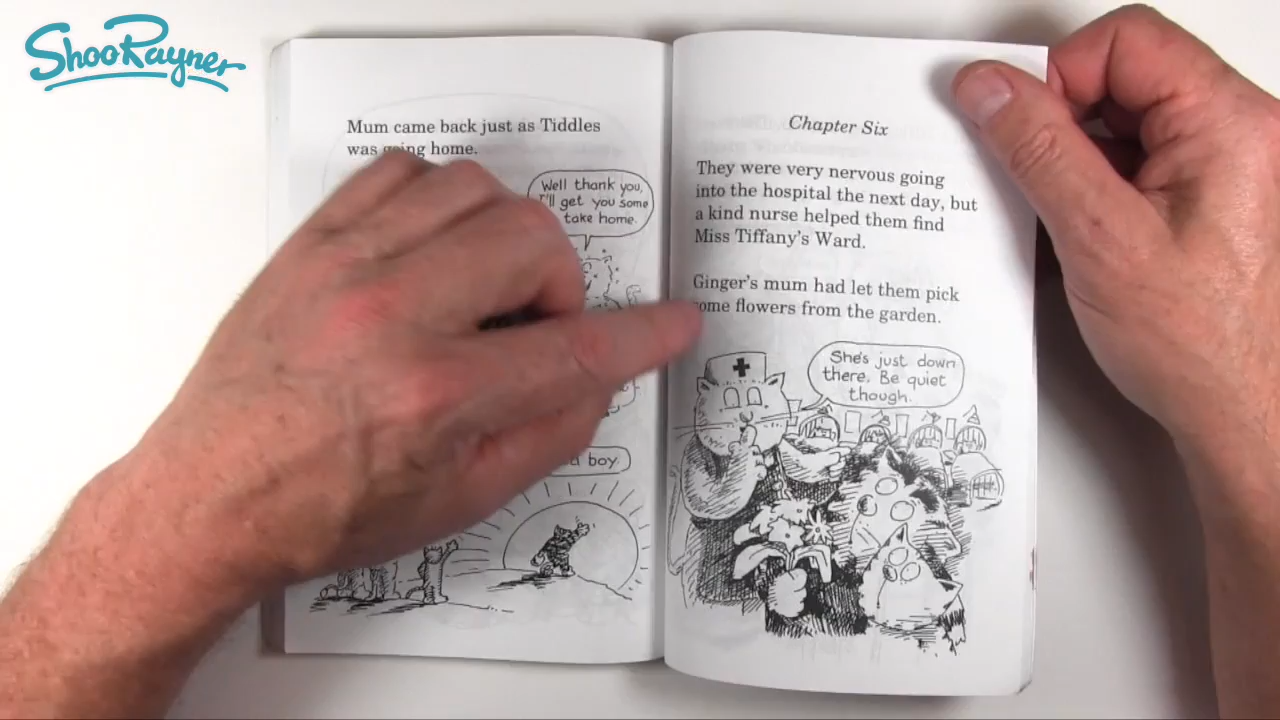 ShooRayner
Mum came back just as Tiddles
was going home.
Well thank you,
I'll get you some
take home.
boy.
Chapter Six
They were very nervous going
into the hospital the next day, but
a kind nurse helped them find
Miss Tiffany's Ward.
Ginger's mum had let them pick
some flowers from the garden.
She's just down
there. Be quiet
though.